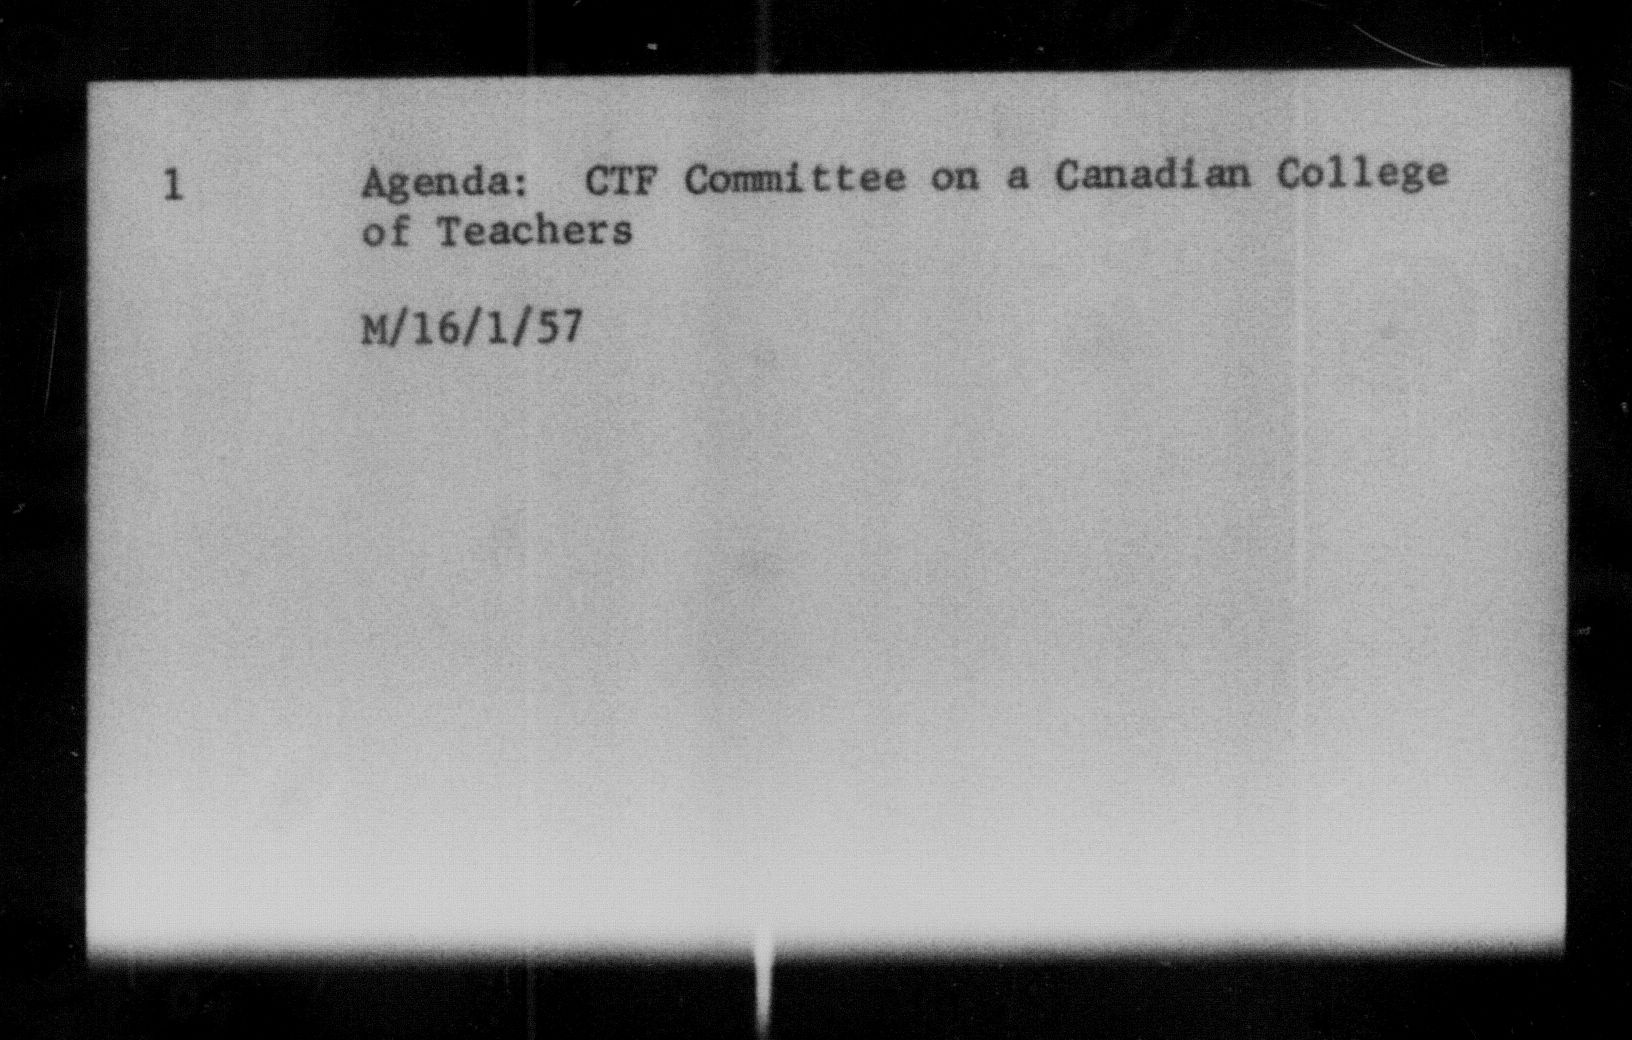 1 Agenda: CTF Committee on a Canadian College
of Teachers
M/16/1/57